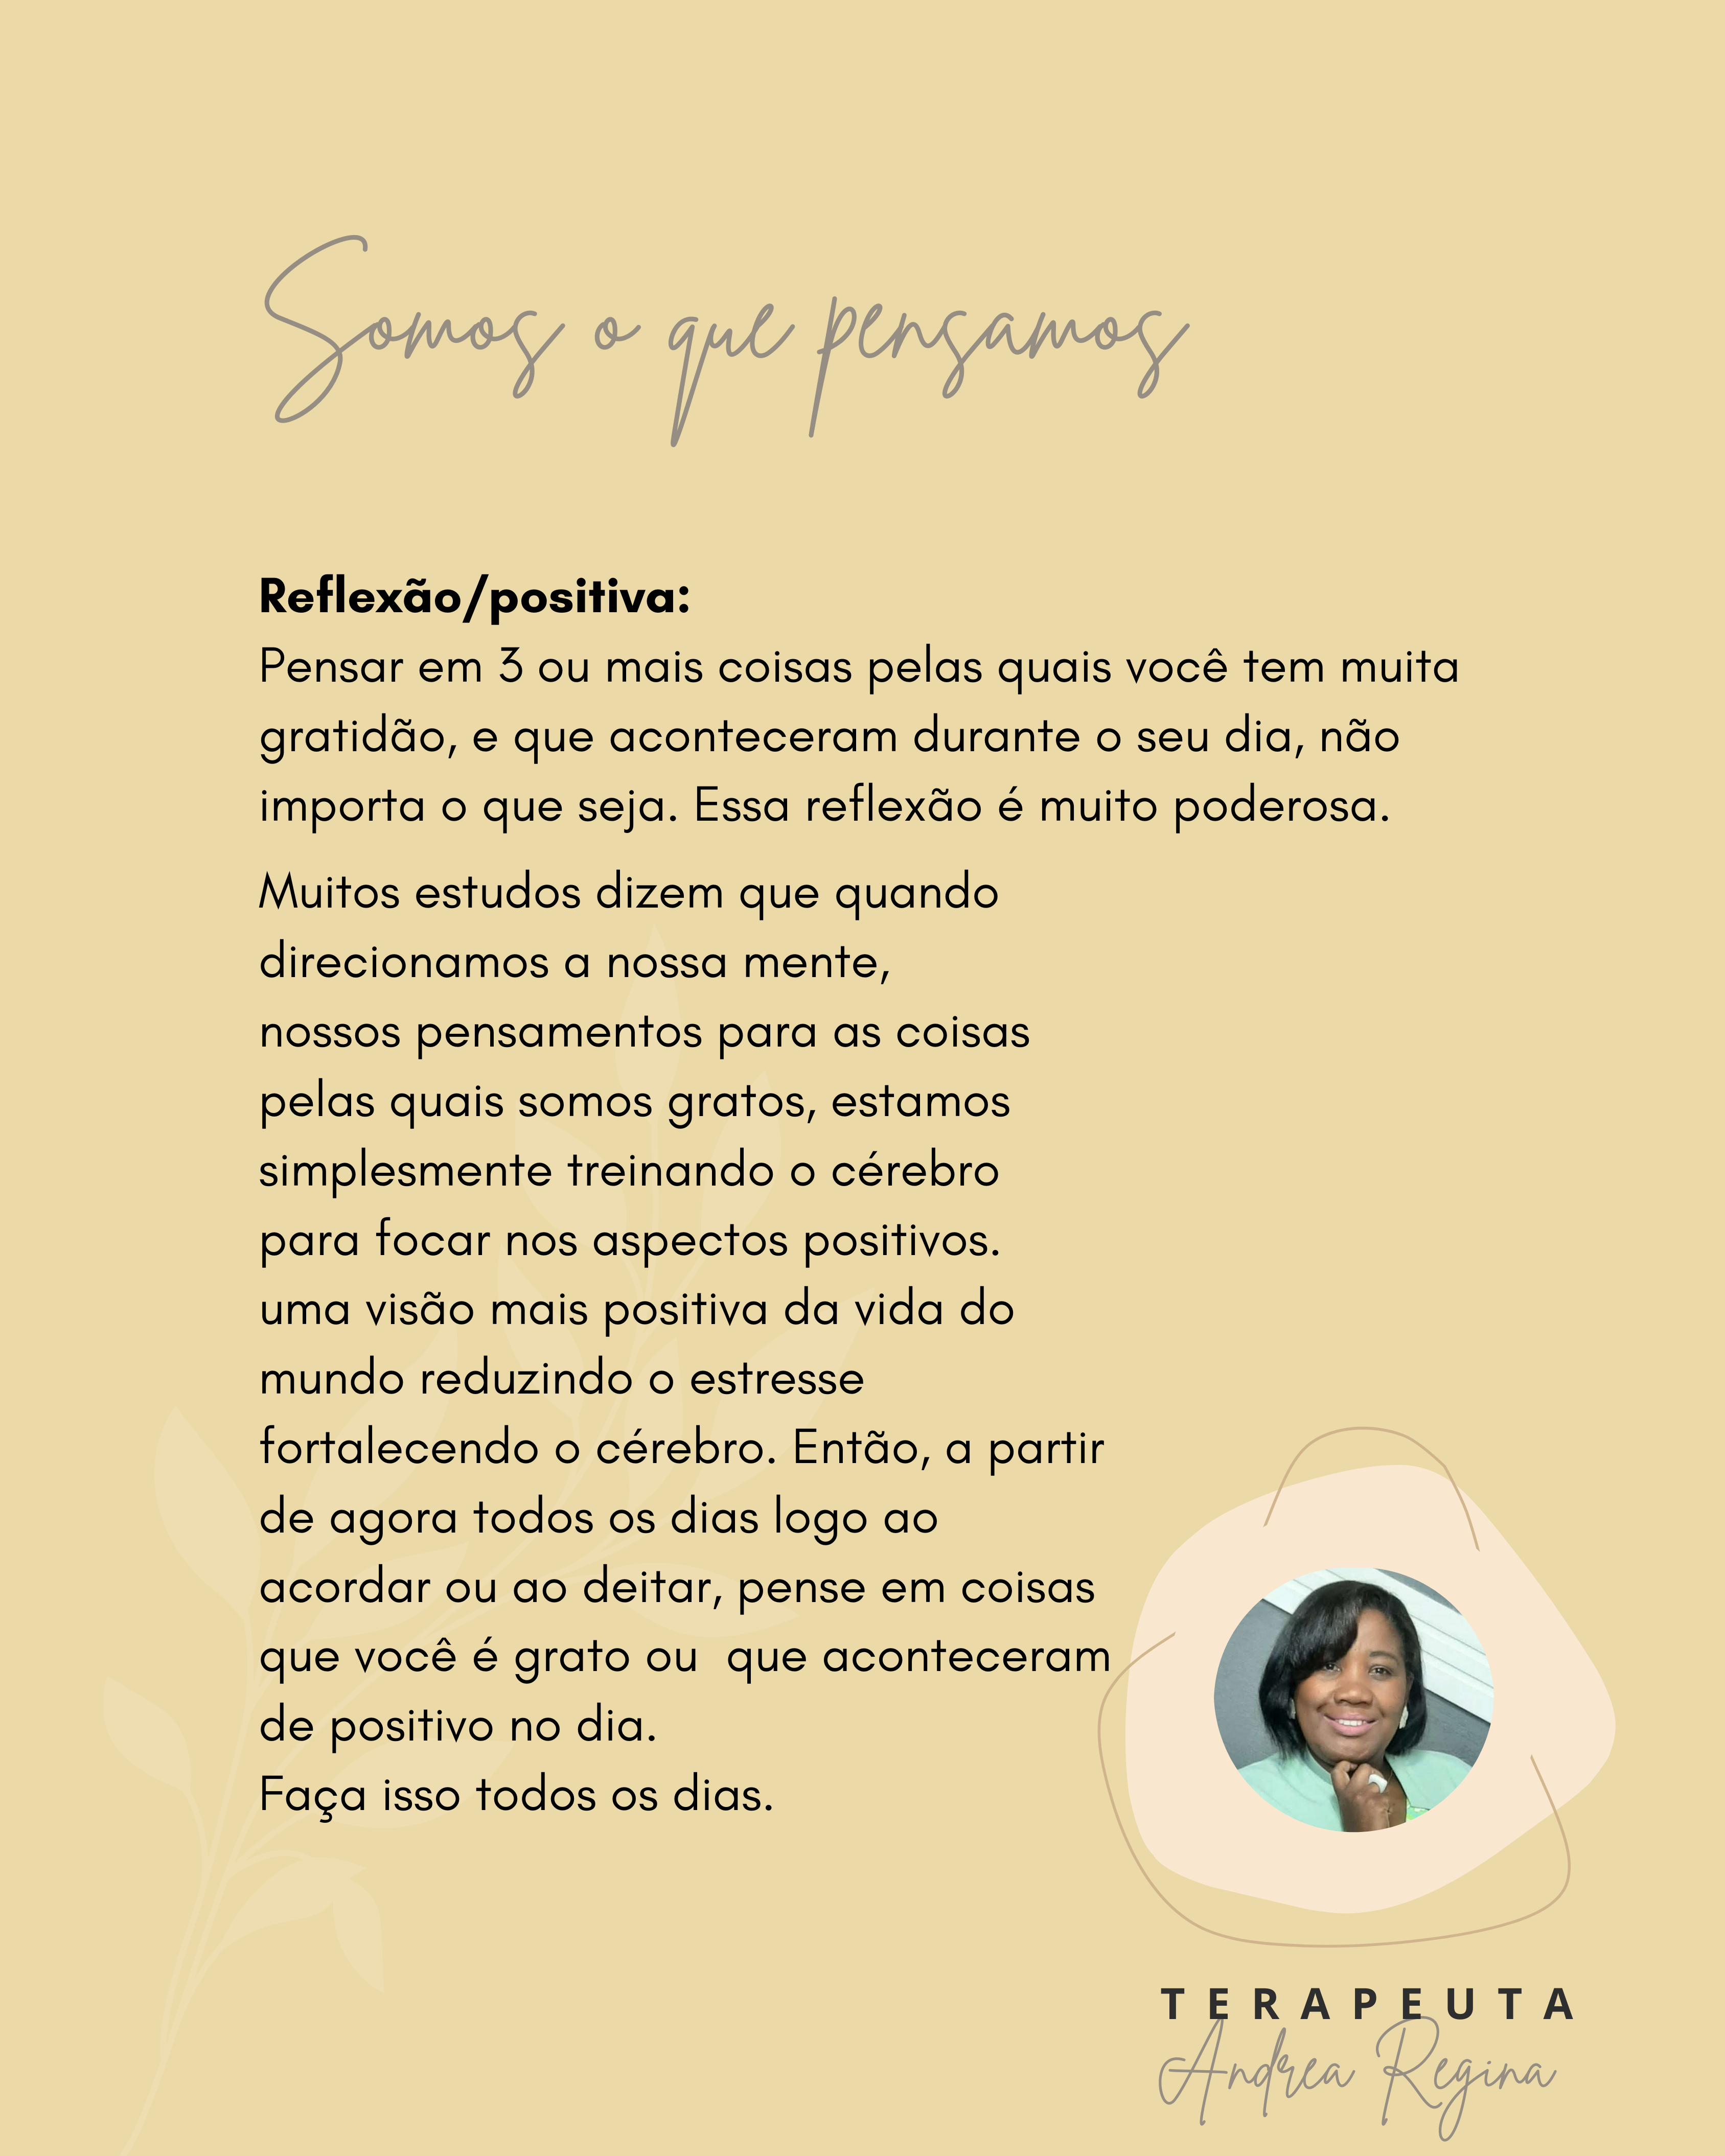 Somos o que pensamos
Reflexão/positiva:
Pensar em 3 ou mais coisas pelas quais você tem muita
gratidão, e que aconteceram durante o seu dia, não
importa o que seja. Essa reflexão é muito poderosa.
Muitos estudos dizem que quando
direcionamos a nossa mente,
nossos pensamentos para as coisas
pelas quais somos gratos, estamos
simplesmente treinando o cérebro
para focar nos aspectos positivos.
uma visão mais positiva da vida do
mundo reduzindo o estresse
fortalecendo o cérebro. Então, a partir
de agora todos os dias logo ao
acordar ou ao deitar, pense em coisas
que você é grato ou  que aconteceram
de positivo no dia.
Faça isso todos os dias.
TERAPEUTA
Andrea Regina